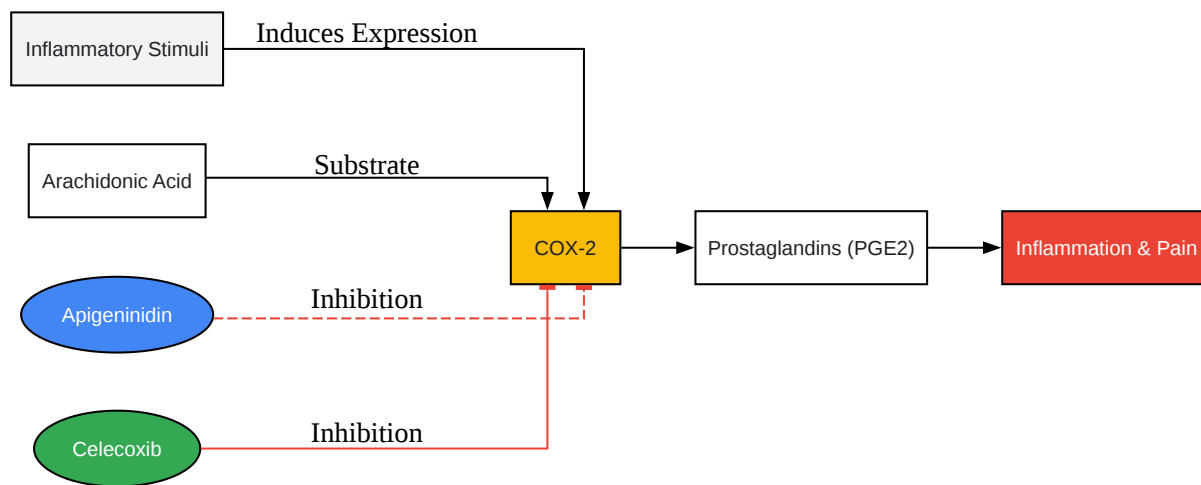 Inflammatory Stimuli
Induces Expression
Arachidonic Acid
Substrate
COX-2
Prostaglandins (PGE2)
Inflammation & Pain
Apigeninidin
Inhibition
Celecoxib
Inhibition